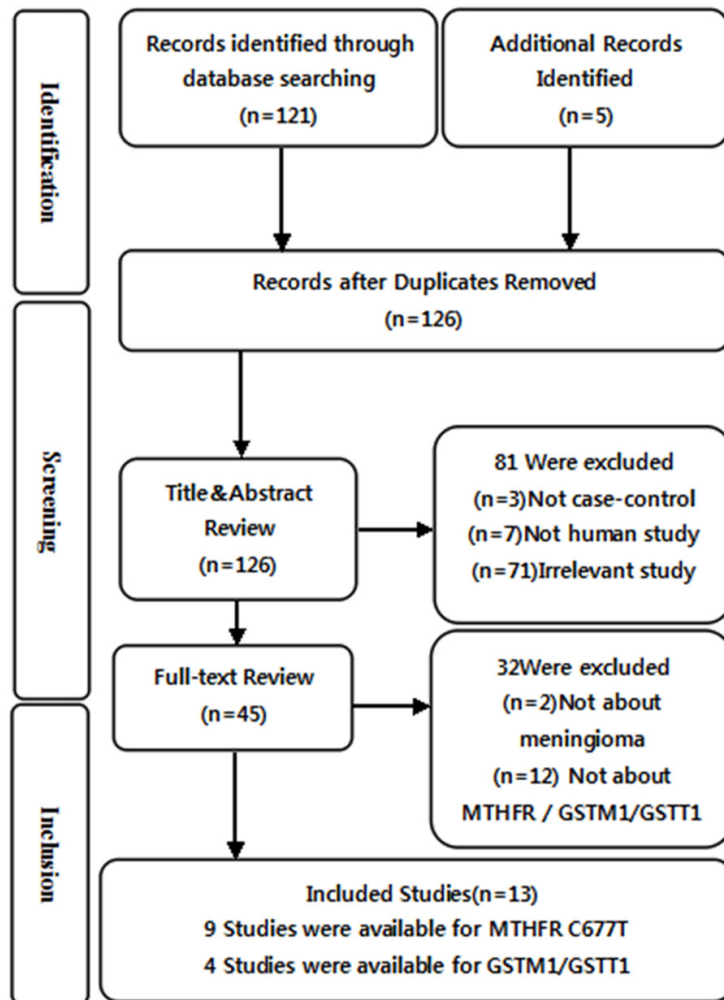 Identification
Records identified through
database searching
(n=121)
Additional Records
Identified
(n=5)
Records after Duplicates Removed
(n=126)
Screening
Title&Abstract
Review
(n=126)
81 Were excluded
(n=3)Not case-control
(n=7)Not human study
(n=71)Irrelevant study
Full-text Review
(n=45)
32Were excluded
(n=2)Not about
meningioma
(n=12) Not about
MTHFR / GSTM1/GSTT1
Inclusion
Included Studies(n=13)
9 Studies were available for MTHFR C677T
4 Studies were available for GSTM1/GSTT1